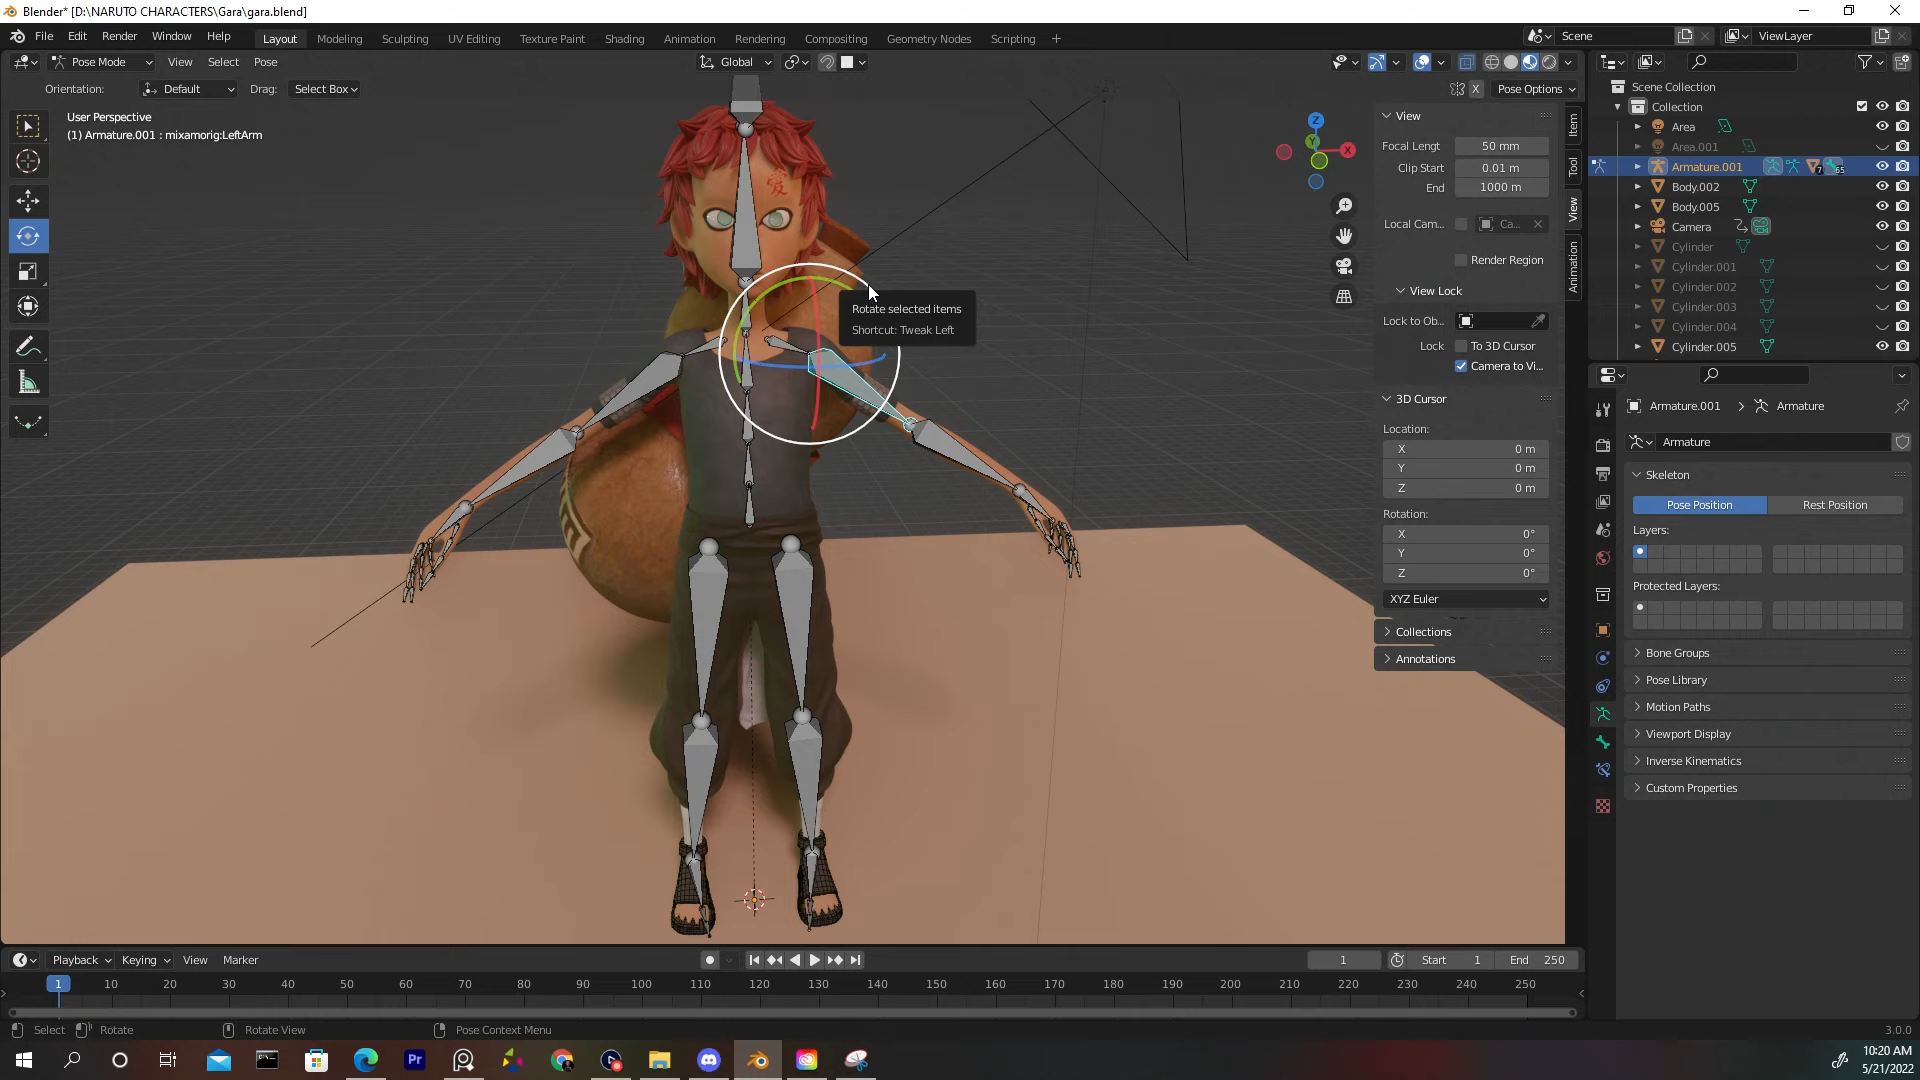 Blender* [D:\NARUTO CHARACTERS\Gara\gara.blend]
File Edit Render Window Help Layout Modeling Sculpting UV Editing Texture Paint Shading Animation Rendering Compositing Geometry Nodes Scripting + Scene ViewLayer
Pose Mode View Select Pose Global
Orientation: Default Drag: Select Box X Pose Options
User Perspective
(1) Armature.001 : mixamorig:LeftArm
愛
Rotate selected items
Shortcut: Tweak Left
Z
Y
X
View
Focal Lengt 50 mm
Clip Start 0.01 m
End 1000 m
Local Cam... Ca...
Render Region
View Lock
Lock to Ob...
Lock To 3D Cursor
Camera to Vi...
3D Cursor
Location:
X 0 m
Y 0 m
Z 0 m
Rotation:
X 0°
Y 0°
Z 0°
XYZ Euler
Collections
Annotations
Item
Tool
View
Animation
Scene Collection
Collection
Area
Area.001
Armature.001 7 65
Body.002
Body.005
Camera
Cylinder
Cylinder.001
Cylinder.002
Cylinder.003
Cylinder.004
Cylinder.005
Armature.001 > Armature
Armature
Skeleton
Pose Position Rest Position
Layers:
Protected Layers:
Bone Groups
Pose Library
Motion Paths
Viewport Display
Inverse Kinematics
Custom Properties
Playback Keying View Marker 1 Start 1 End 250
1 10 20 30 40 50 60 70 80 90 100 110 120 130 140 150 160 170 180 190 200 210 220 230 240 250
Select Rotate Rotate View Pose Context Menu 3.0.0
Pr
10:20 AM
5/21/2022